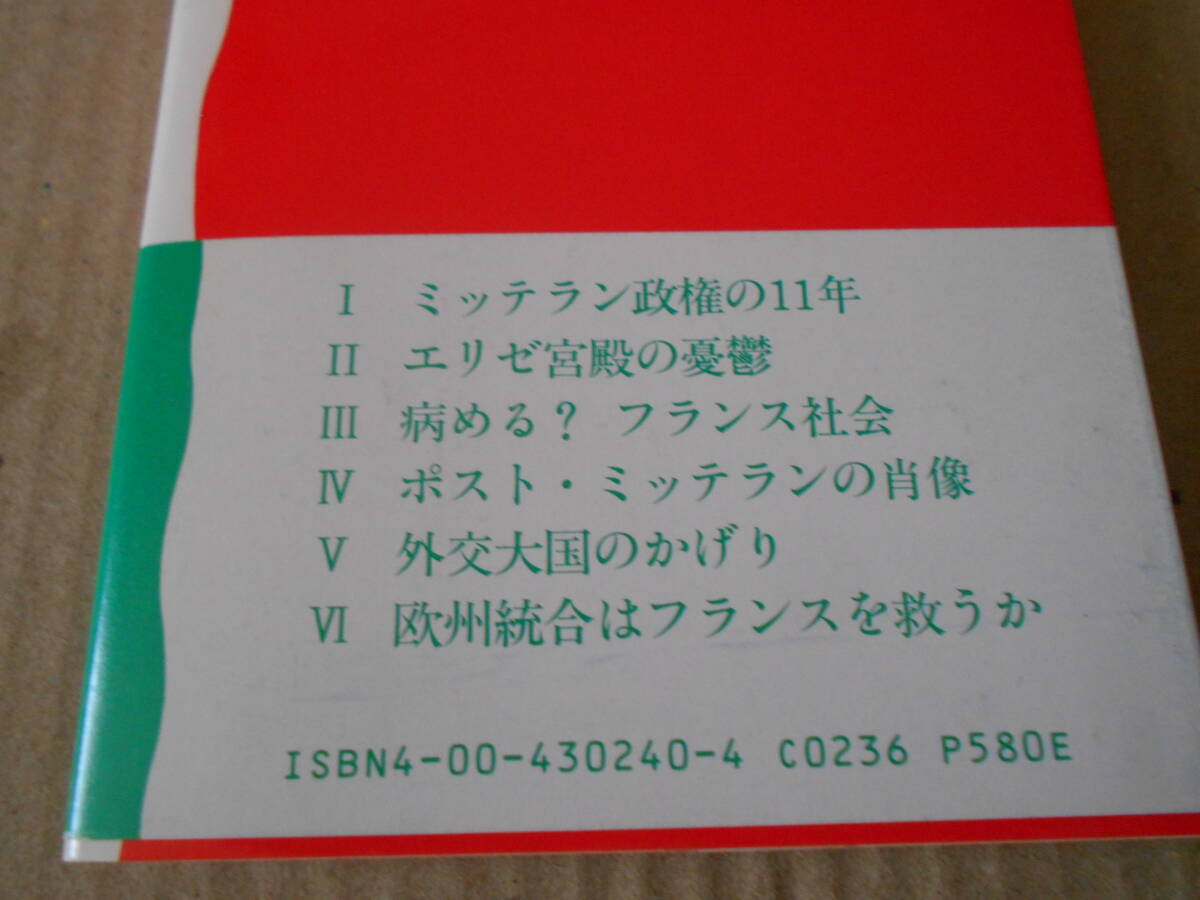 I ミッテラン政権の11年
II エリゼ宮殿の憂鬱
III 病める? フランス社会
IV ポスト・ミッテランの肖像
V 外交大国のかげり
VI 欧州統合はフランスを救うか
ISBN4-00-430240-4 C0236 P580E